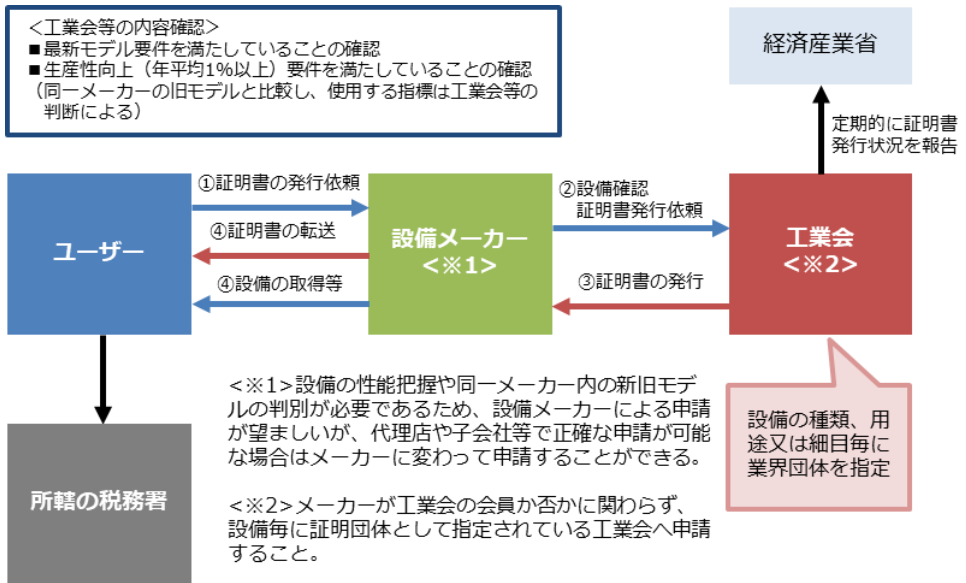 ＜工業会等の内容確認＞
■最新モデル要件を満たしていることの確認
■生産性向上（年平均1％以上）要件を満たしていることの確認
（同一メーカーの旧モデルと比較し、使用する指標は工業会等の
判断による）
経済産業省
定期的に証明書
発行状況を報告
ユーザー
①証明書の発行依頼
④証明書の転送
④設備の取得等
設備メーカー
＜※1＞
②設備確認
証明書発行依頼
③証明書の発行
工業会
＜※2＞
設備の種類、用
途又は細目毎に
業界団体を指定
所轄の税務署
＜※1＞設備の性能把握や同一メーカー内の新旧モデ
ルの判別が必要であるため、設備メーカーによる申請
が望ましいが、代理店や子会社等で正確な申請が可能
な場合はメーカーに変わって申請することができる。
＜※2＞メーカーが工業会の会員か否かに関わらず、
設備毎に証明団体として指定されている工業会へ申請
すること。